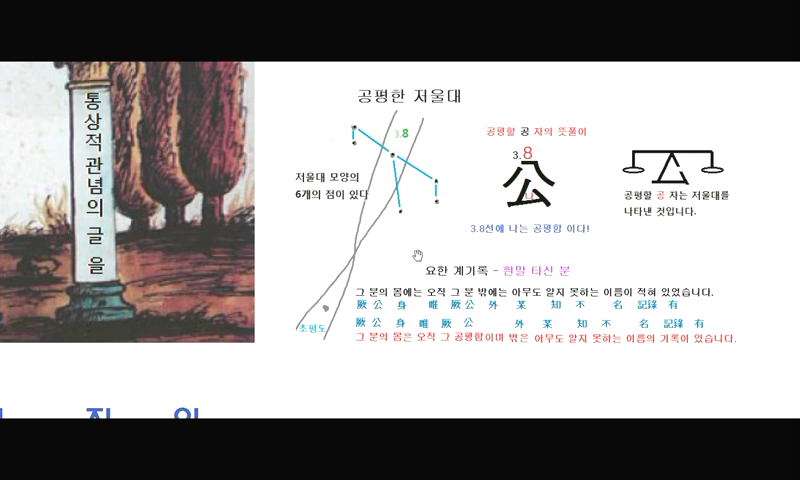 통상적 관념의 글 을
공평한 저울대
3.8
저울대 모양의
6개의 점이 있다
초평도
공평할 공 자의 뜻풀이
3.8
公
나
3.8선에 나는 공평함 이다!
공평할 공 자는 저울대를
나타낸 것입니다.
요한 계기록 - 흰말 타신 분
그 분의 몸에는 오직 그 분 밖에는 아무도 알지 못하는 이름이 적혀 있었습니다.
厥 公 身 唯 厥 公 外 某 知 不 名 記錄 有
厥 公 身 唯 厥 公 外 某 知 不 名 記錄 有
그 분의 몸은 오직 그 공평함이며 밖은 아무도 알지 못하는 이름의 기록이 있습니다.